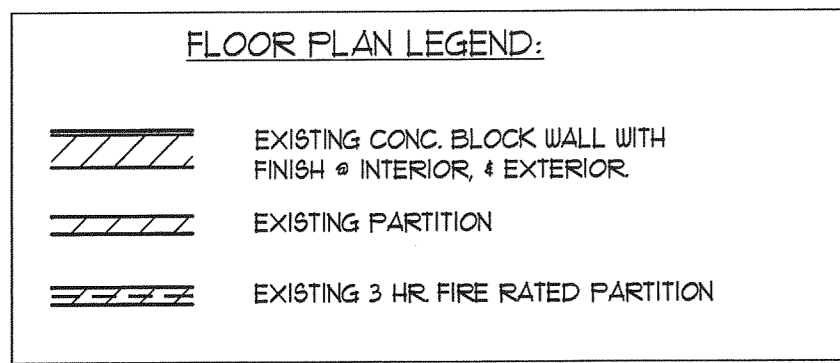 FLOOR PLAN LEGEND:
EXISTING CONC. BLOCK WALL WITH
FINISH @ INTERIOR, & EXTERIOR.
EXISTING PARTITION
EXISTING 3 HR. FIRE RATED PARTITION